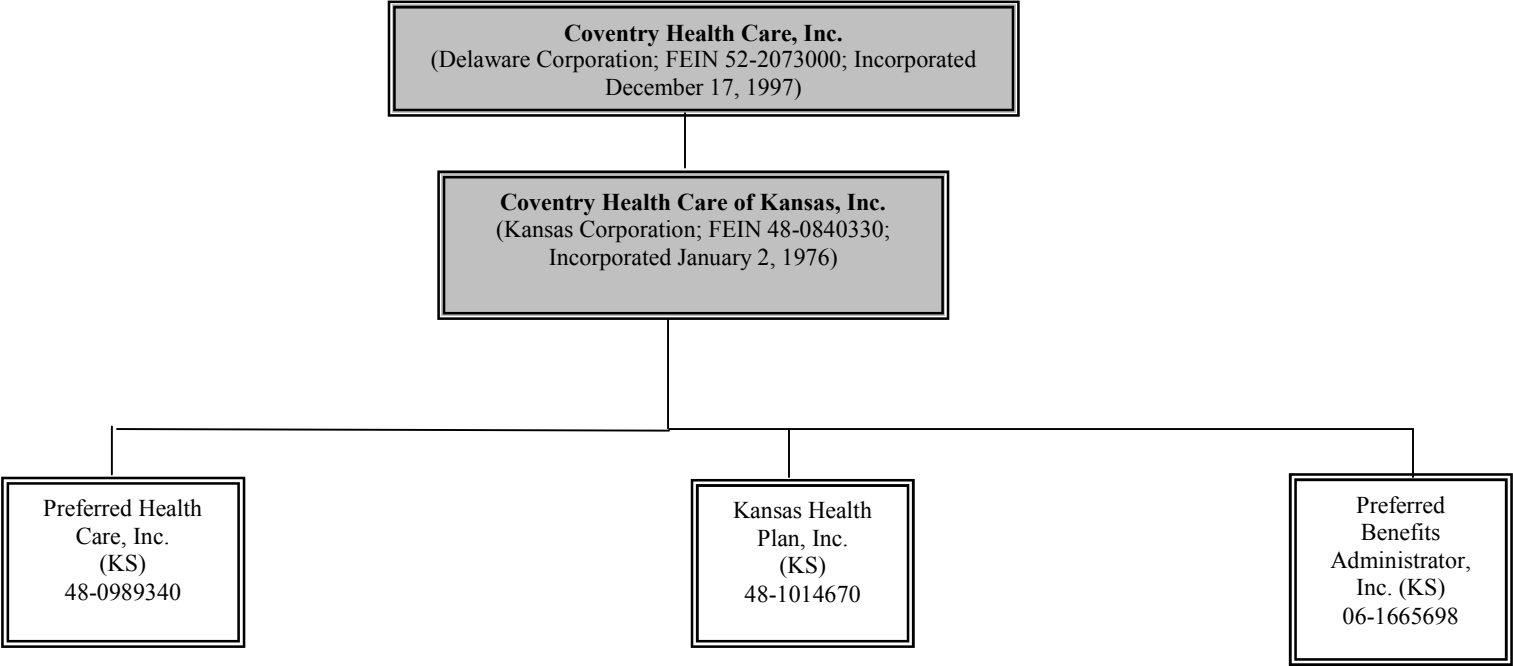 Coventry Health Care, Inc.
(Delaware Corporation; FEIN 52-2073000; Incorporated
December 17, 1997)
Coventry Health Care of Kansas, Inc.
(Kansas Corporation; FEIN 48-0840330;
Incorporated January 2, 1976)
Preferred Health
Care, Inc.
(KS)
48-0989340
Kansas Health
Plan, Inc.
(KS)
48-1014670
Preferred
Benefits
Administrator,
Inc. (KS)
06-1665698